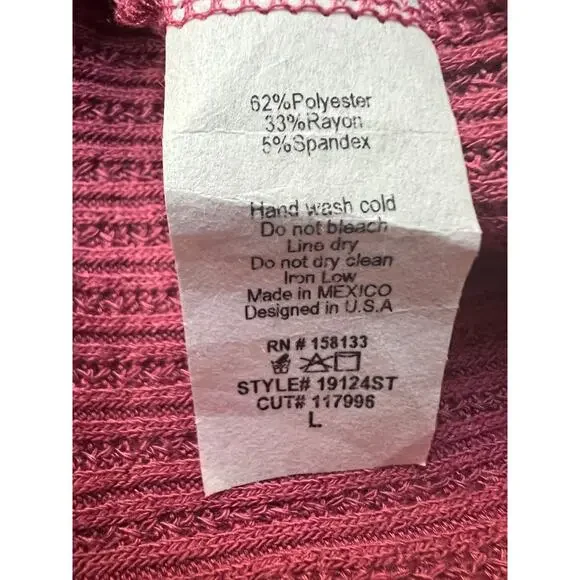 62%Polyester
33%Rayon
5%Spandex
Hand wash cold
Do not bleach
Line dry
Do not dry clean
Iron Low
Made in MEXICO
Designed in U.S.A
RN # 158133
STYLE# 19124ST
CUT# 117996
L